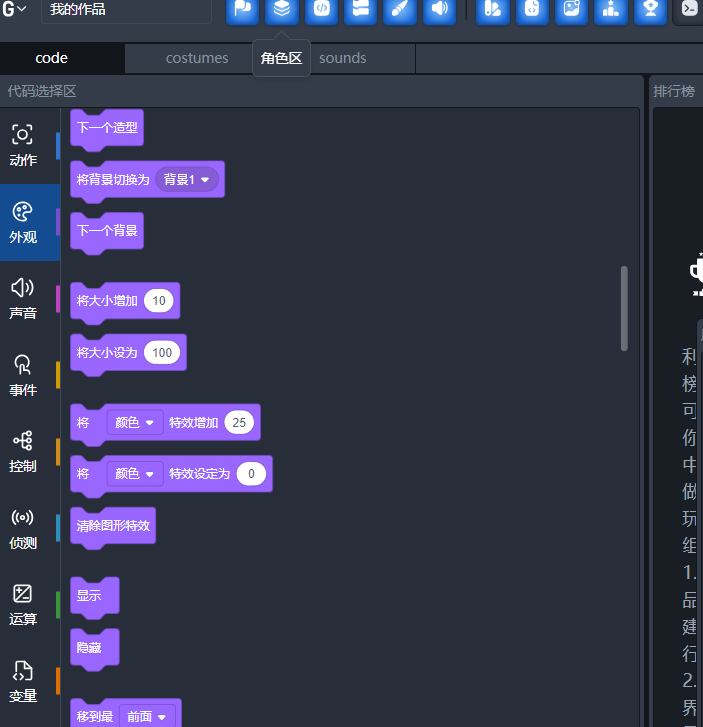 G
我的作品
code
costumes
角色区
sounds
代码选择区
排行榜
动作
外观
声音
事件
控制
侦测
运算
变量
下一个造型
将背景切换为 背景1
下一个背景
将大小增加 10
将大小设为 100
将 颜色 特效增加 25
将 颜色 特效设定为 0
清除图形特效
显示
隐藏
移到最 前面
利
榜
可
你
中
做
玩
组
1.
品
建
行
2.
界